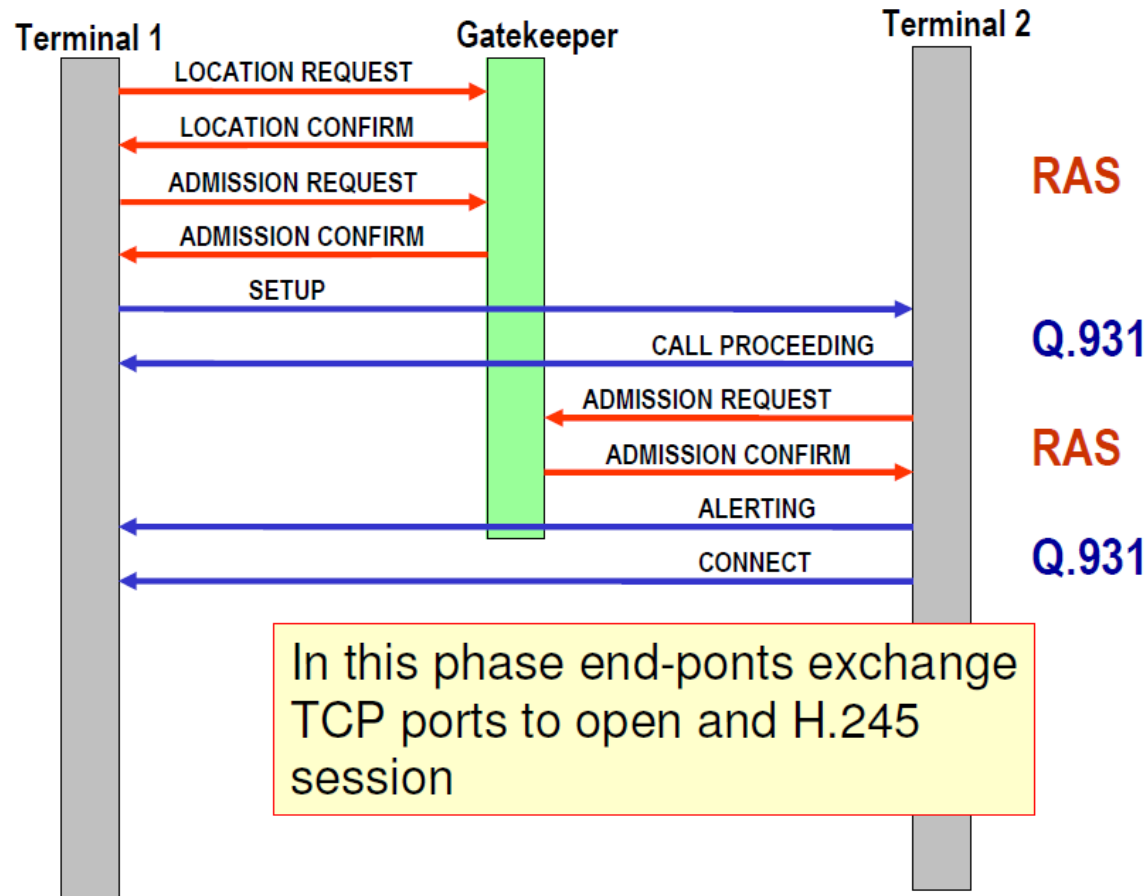 Terminal 1
Gatekeeper
Terminal 2
LOCATION REQUEST
LOCATION CONFIRM
ADMISSION REQUEST
RAS
ADMISSION CONFIRM
SETUP
Q.931
CALL PROCEEDING
ADMISSION REQUEST
RAS
ADMISSION CONFIRM
ALERTING
Q.931
CONNECT
In this phase end-ponts exchange
TCP ports to open and H.245
session